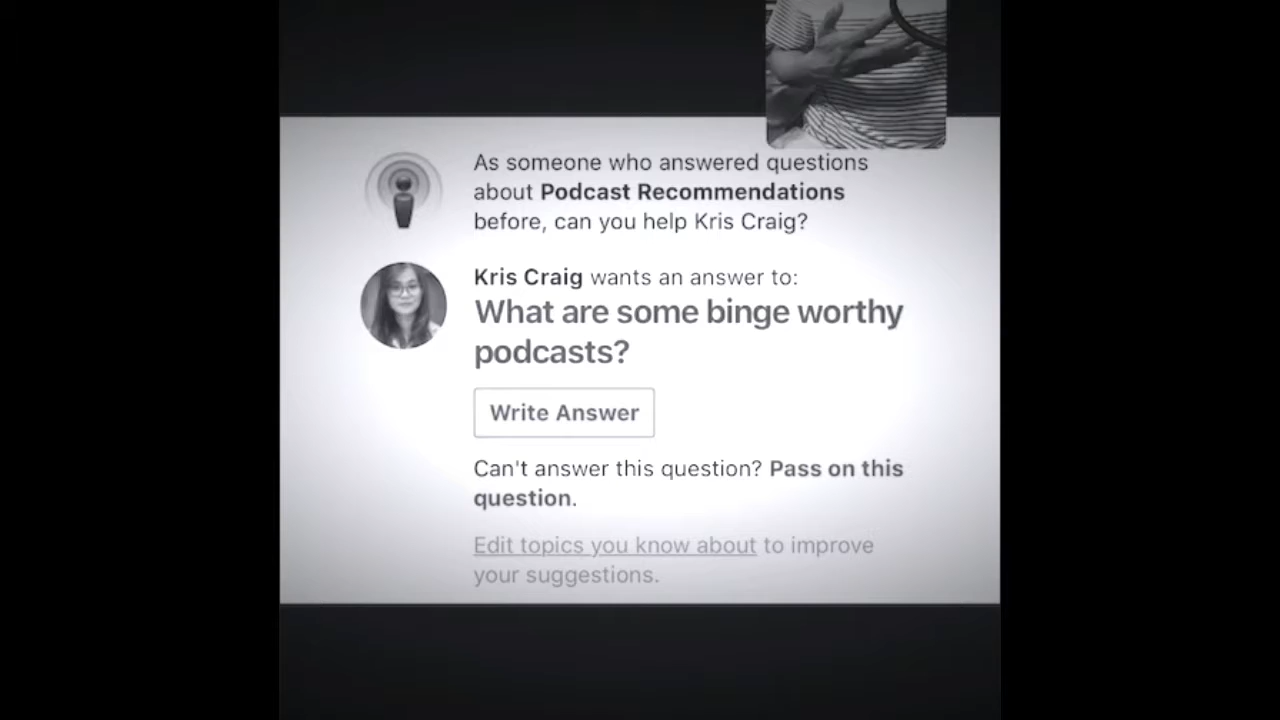 As someone who answered questions
about Podcast Recommendations
before, can you help Kris Craig?
Kris Craig wants an answer to:
What are some binge worthy
podcasts?
Write Answer
Can't answer this question? Pass on this
question.
Edit topics you know about to improve
your suggestions.